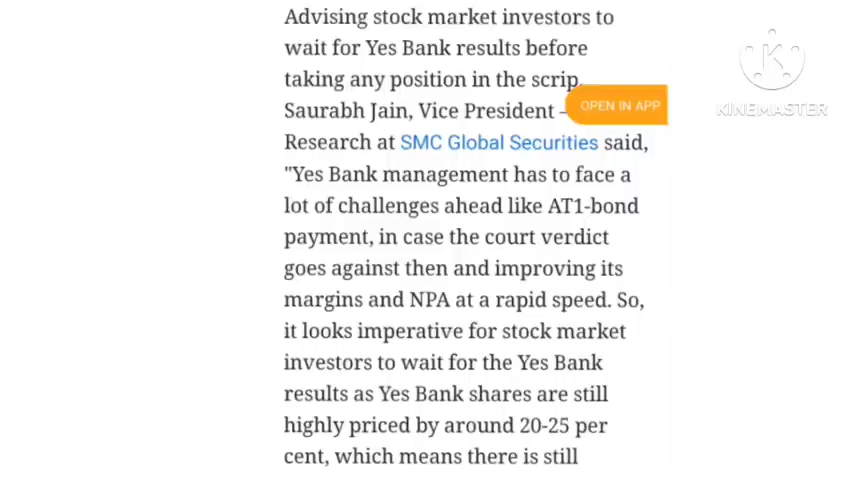 Advising stock market investors to
wait for Yes Bank results before
taking any position in the scrip,
Saurabh Jain, Vice President –
OPEN IN APP
Research at SMC Global Securities said,
"Yes Bank management has to face a
lot of challenges ahead like AT1-bond
payment, in case the court verdict
goes against then and improving its
margins and NPA at a rapid speed. So,
it looks imperative for stock market
investors to wait for the Yes Bank
results as Yes Bank shares are still
highly priced by around 20-25 per
cent, which means there is still
K
KINEMASTER